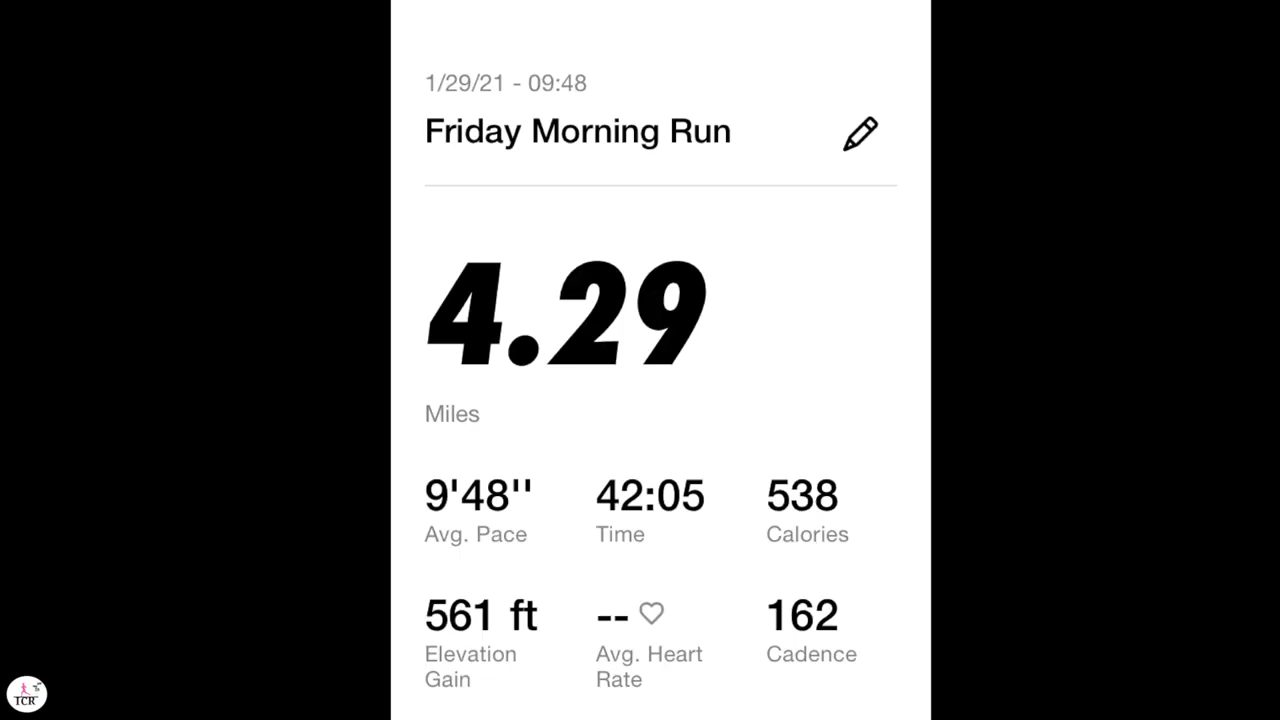 1/29/21 - 09:48
Friday Morning Run
4.29
Miles
9'48'' 42:05 538
Avg. Pace Time Calories
561 ft -- 162
Elevation Gain Avg. Heart Rate Cadence
TCR